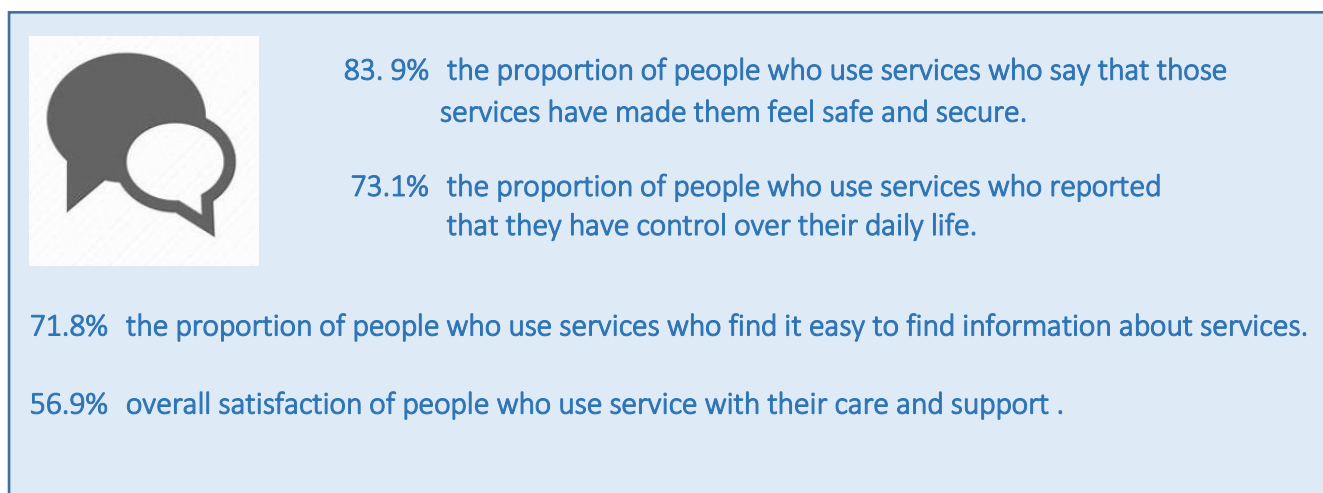 83. 9% the proportion of people who use services who say that those
services have made them feel safe and secure.
73.1% the proportion of people who use services who reported
that they have control over their daily life.
71.8% the proportion of people who use services who find it easy to find information about services.
56.9% overall satisfaction of people who use service with their care and support .